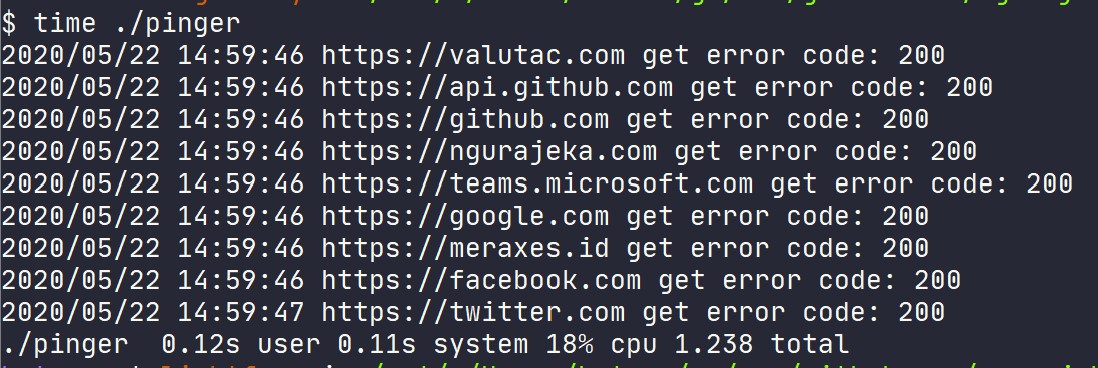 $ time ./pinger
2020/05/22 14:59:46 https://valutac.com get error code: 200
2020/05/22 14:59:46 https://api.github.com get error code: 200
2020/05/22 14:59:46 https://github.com get error code: 200
2020/05/22 14:59:46 https://ngurajeka.com get error code: 200
2020/05/22 14:59:46 https://teams.microsoft.com get error code: 200
2020/05/22 14:59:46 https://google.com get error code: 200
2020/05/22 14:59:46 https://meraxes.id get error code: 200
2020/05/22 14:59:46 https://facebook.com get error code: 200
2020/05/22 14:59:47 https://twitter.com get error code: 200
./pinger  0.12s user 0.11s system 18% cpu 1.238 total